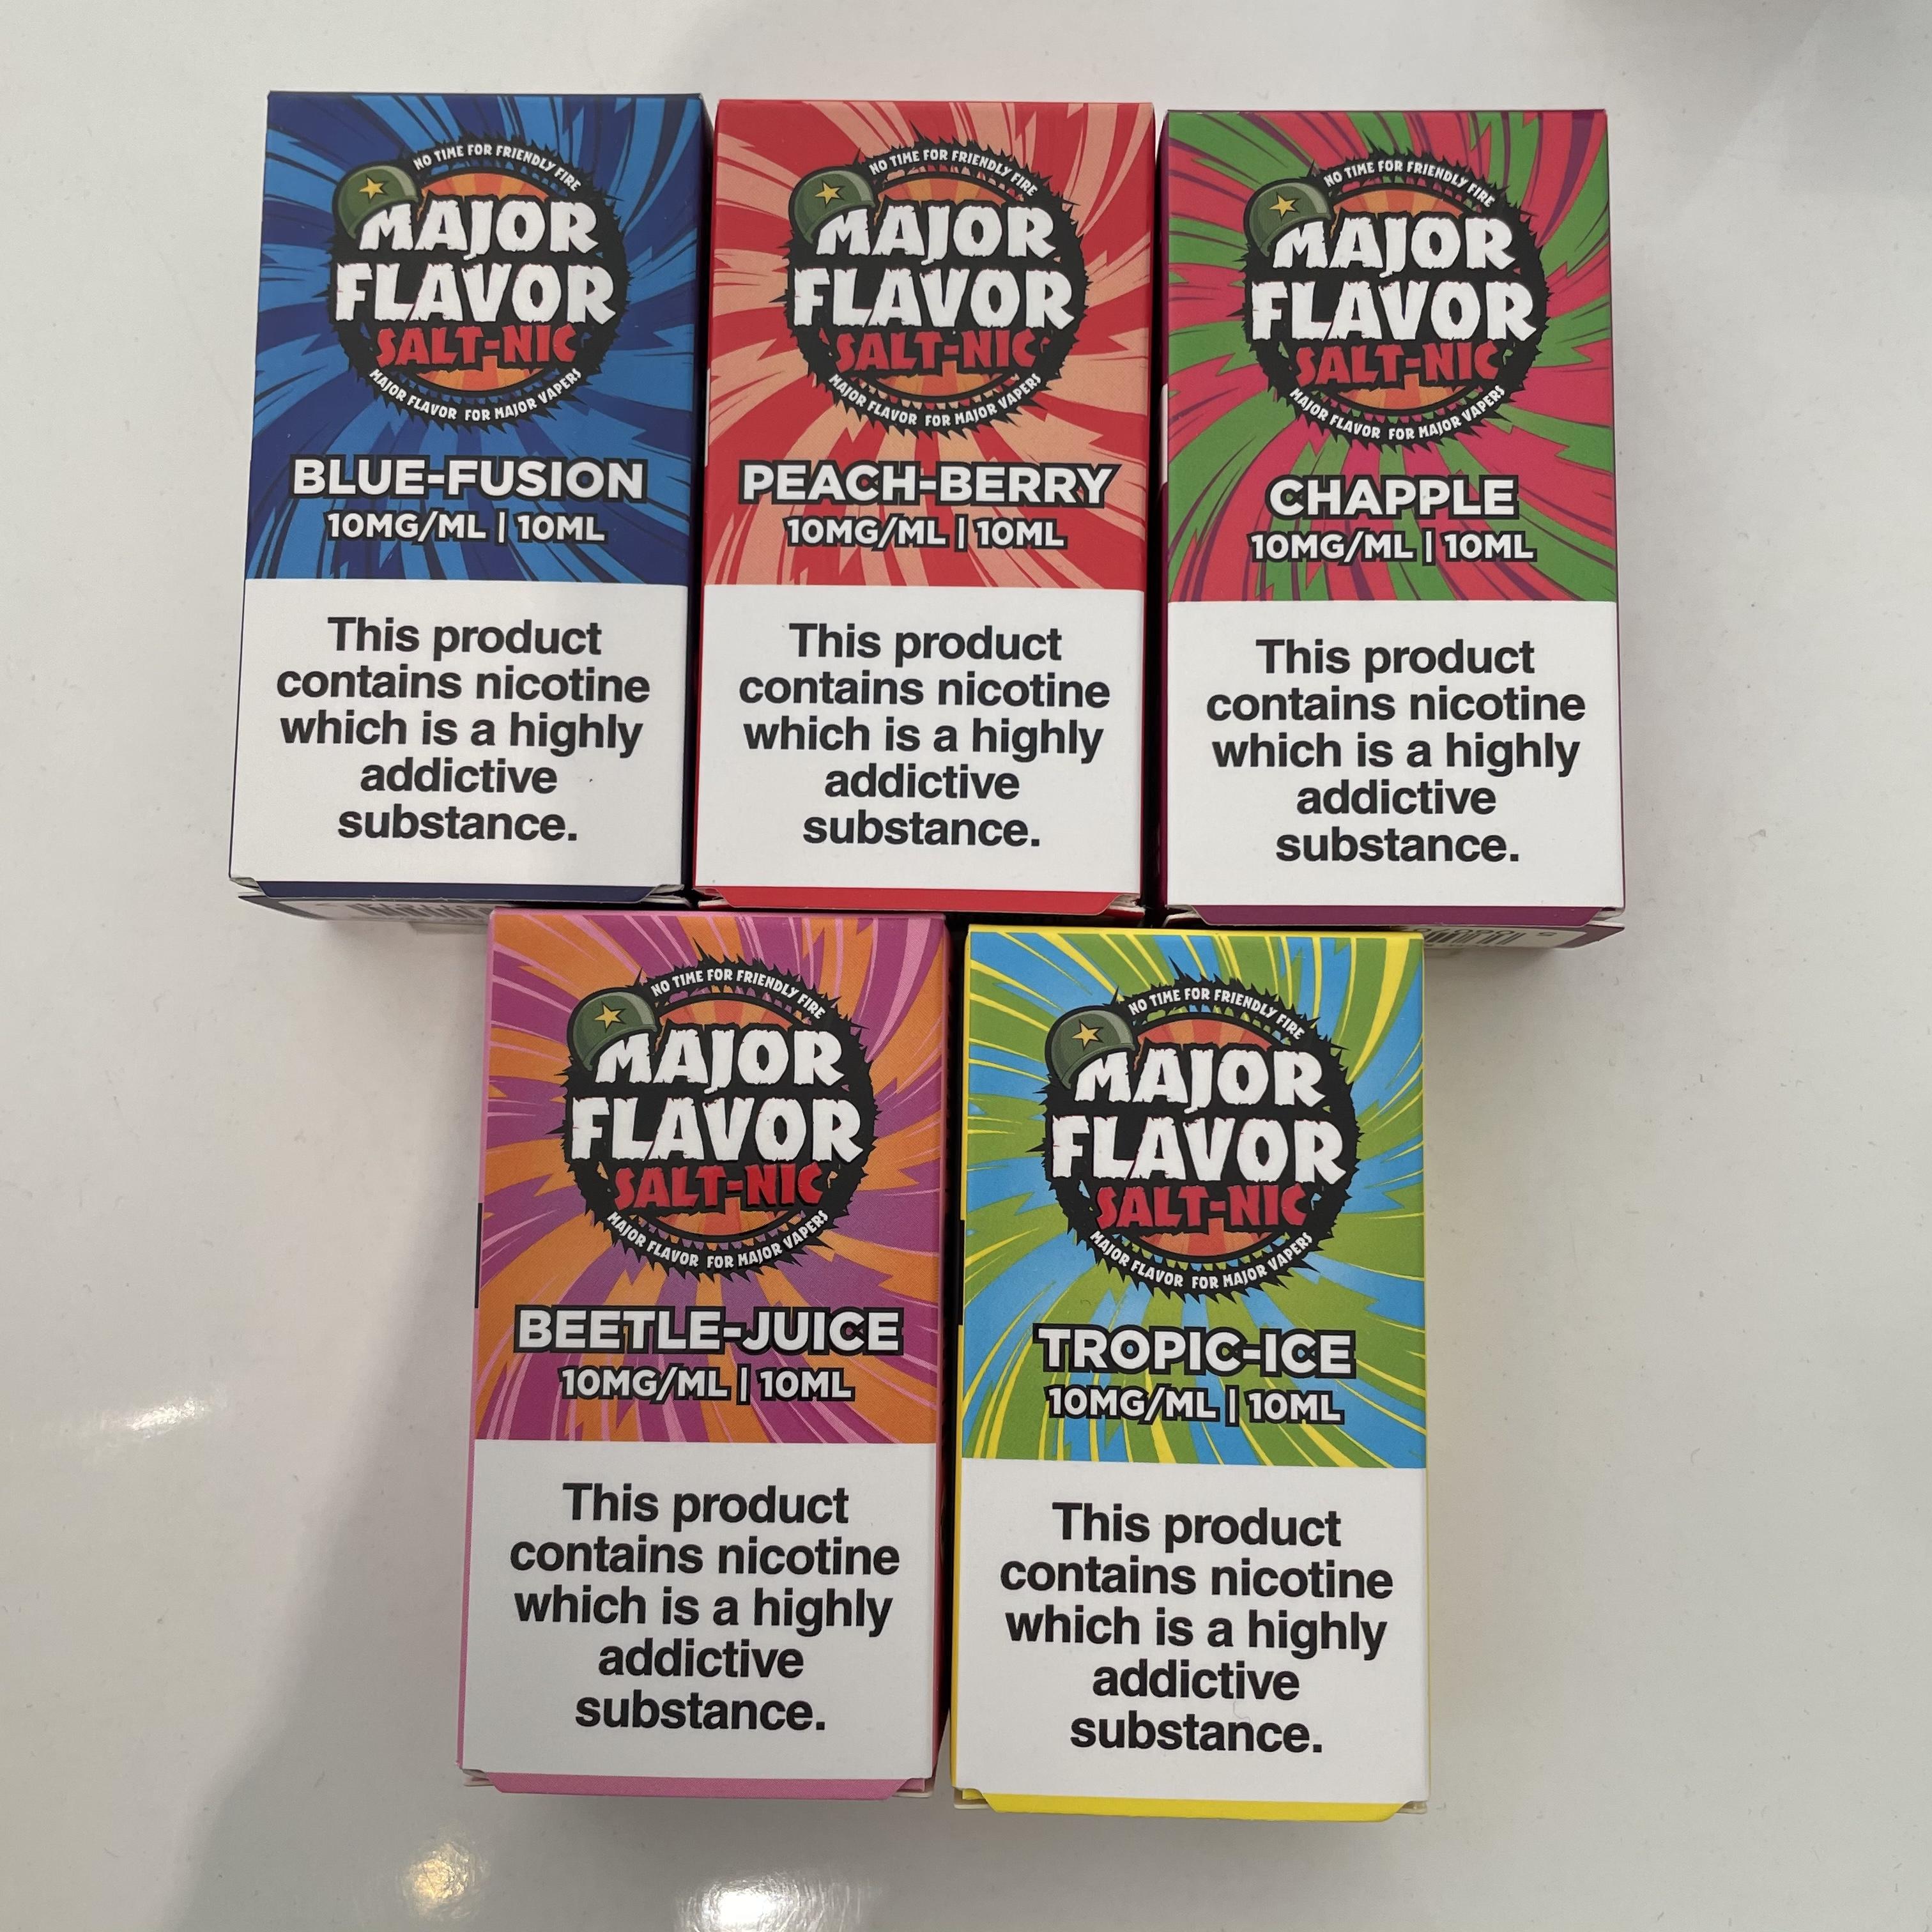 NO TIME FOR FRIENDLY FIRE
MAJOR
FLAVOR
SALT-NIC
MAJOR FLAVOR FOR MAJOR VAPERS
BLUE-FUSION
10MG/ML | 10ML
This product
contains nicotine
which is a highly
addictive
substance.
NO TIME FOR FRIENDLY FIRE
MAJOR
FLAVOR
SALT-NIC
MAJOR FLAVOR FOR MAJOR VAPERS
PEACH-BERRY
10MG/ML | 10ML
This product
contains nicotine
which is a highly
addictive
substance.
NO TIME FOR FRIENDLY FIRE
MAJOR
FLAVOR
SALT-NIC
MAJOR FLAVOR FOR MAJOR VAPERS
CHAPPLE
10MG/ML | 10ML
This product
contains nicotine
which is a highly
addictive
substance.
NO TIME FOR FRIENDLY FIRE
MAJOR
FLAVOR
SALT-NIC
MAJOR FLAVOR FOR MAJOR VAPERS
BEETLE-JUICE
10MG/ML | 10ML
This product
contains nicotine
which is a highly
addictive
substance.
NO TIME FOR FRIENDLY FIRE
MAJOR
FLAVOR
SALT-NIC
MAJOR FLAVOR FOR MAJOR VAPERS
TROPIC-ICE
10MG/ML | 10ML
This product
contains nicotine
which is a highly
addictive
substance.